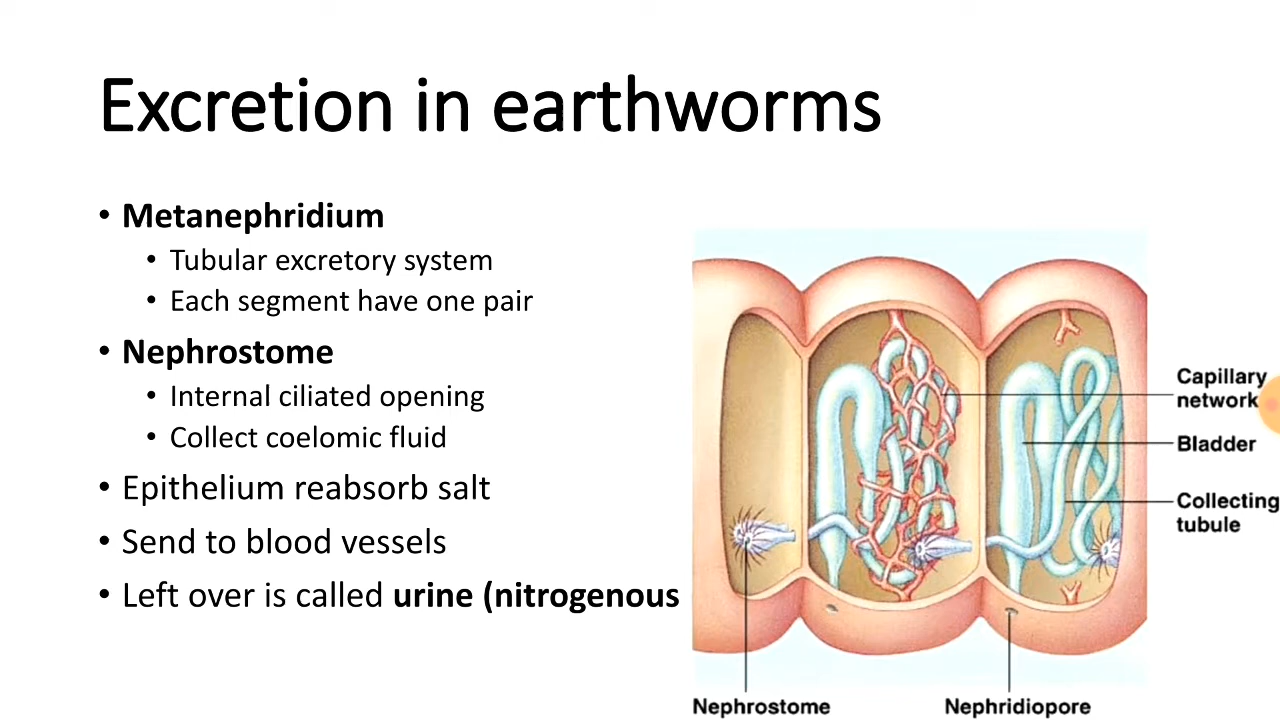 Excretion in earthworms
• Metanephridium
• Tubular excretory system
• Each segment have one pair
• Nephrostome
• Internal ciliated opening
• Collect coelomic fluid
• Epithelium reabsorb salt
• Send to blood vessels
• Left over is called urine (nitrogenous
Capillary
network
Bladder
Collecting
tubule
Nephrostome
Nephridiopore